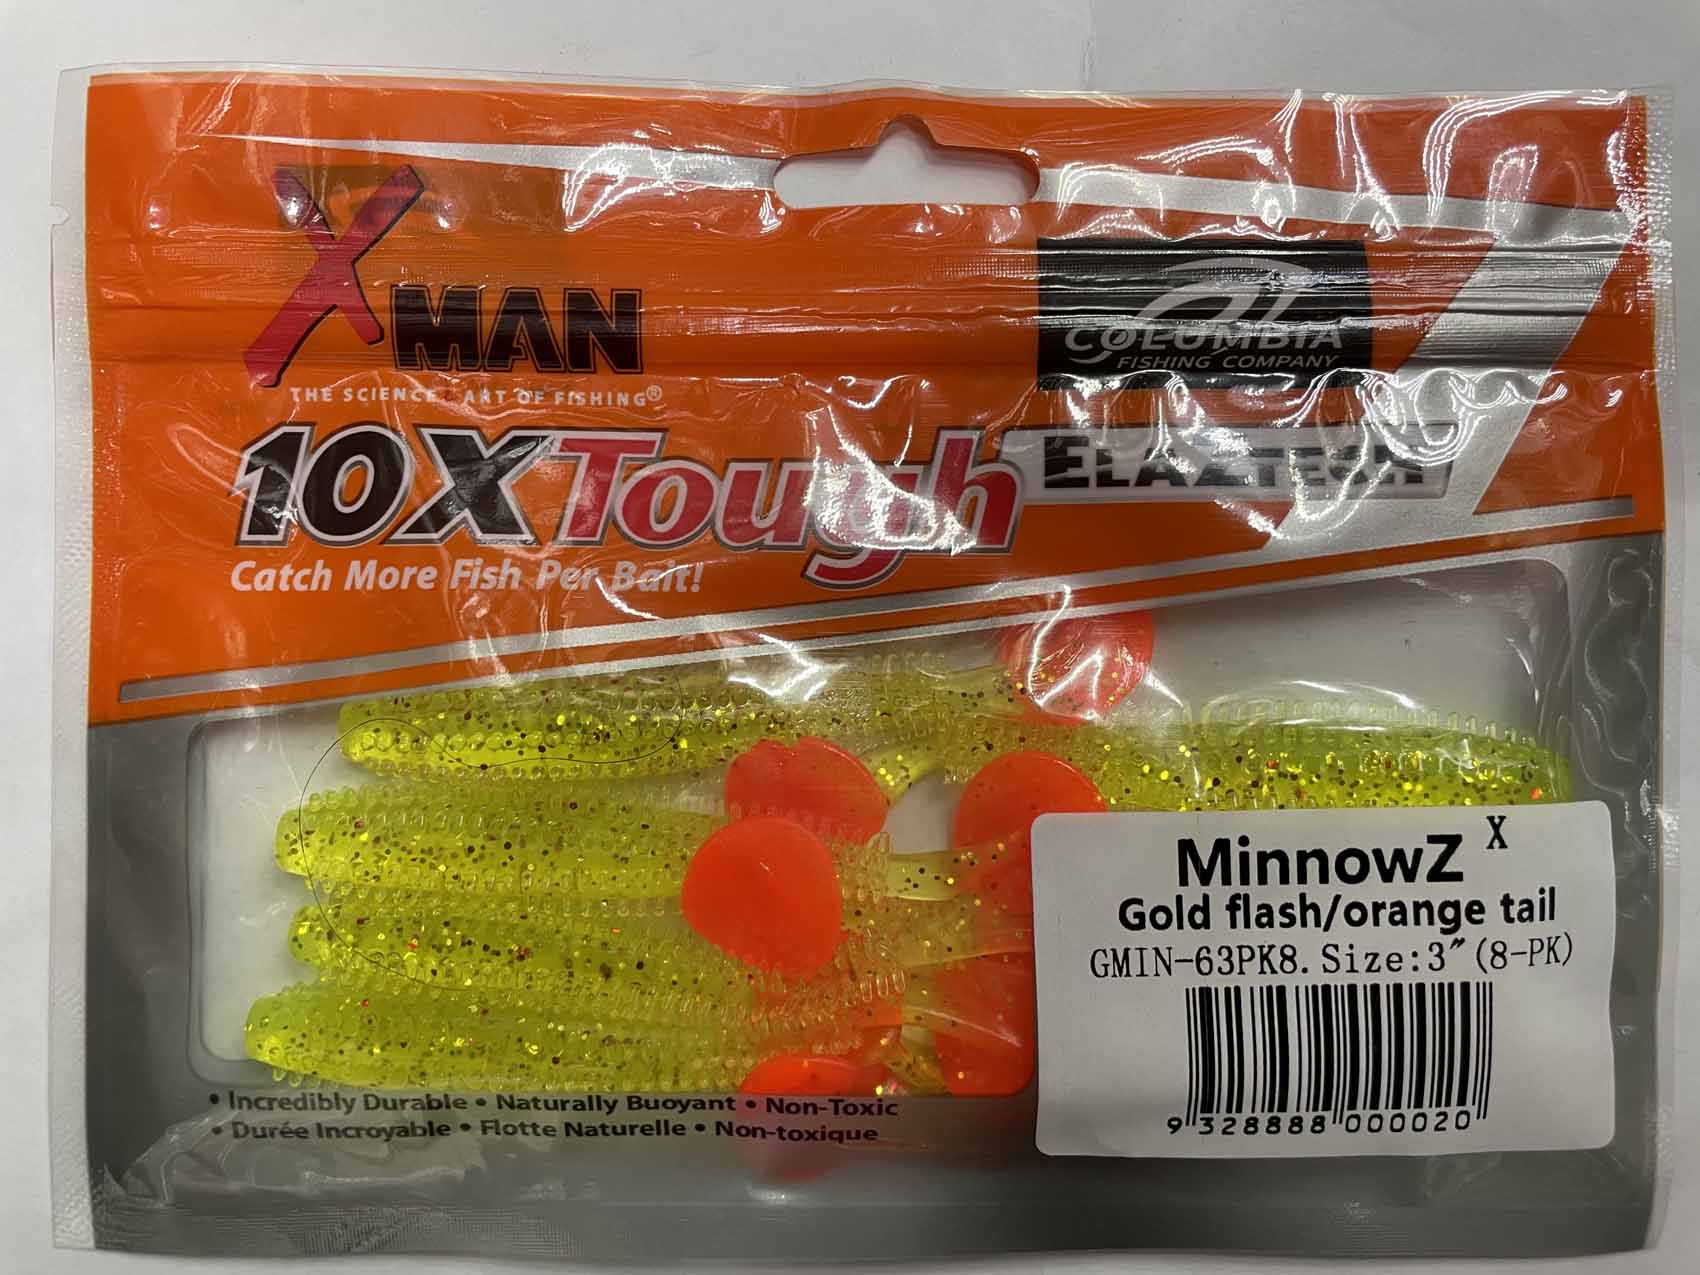 X MAN
THE SCIENCE & ART OF FISHING®
COLUMBIA
FISHING COMPANY
10X Tough ELAZTECH
Catch More Fish Per Bait!
MinnowZ X
Gold flash/orange tail
GMIN-63PK8. Size:3″(8-PK)
9 328888 000020
• Incredibly Durable • Naturally Buoyant • Non-Toxic
• Durée Incroyable • Flotte Naturelle • Non-toxique